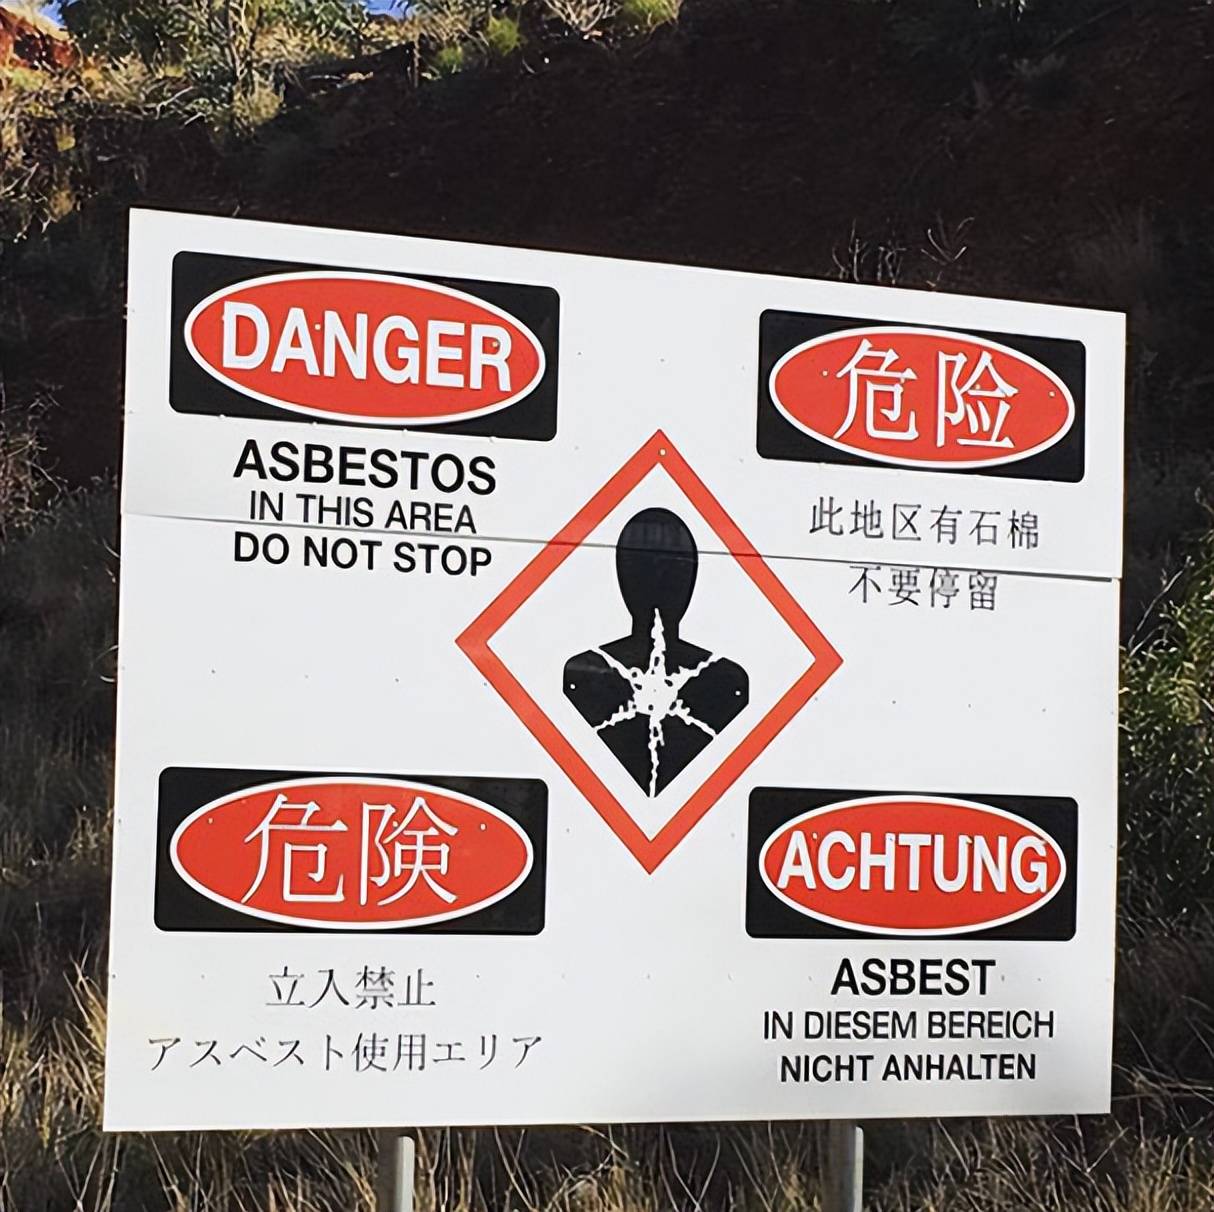 DANGER
ASBESTOS
IN THIS AREA
DO NOT STOP
危险
此地区有石棉
不要停留
危険
立入禁止
アスベスト使用エリア
ACHTUNG
ASBEST
IN DIESEM BEREICH
NICHT ANHALTEN